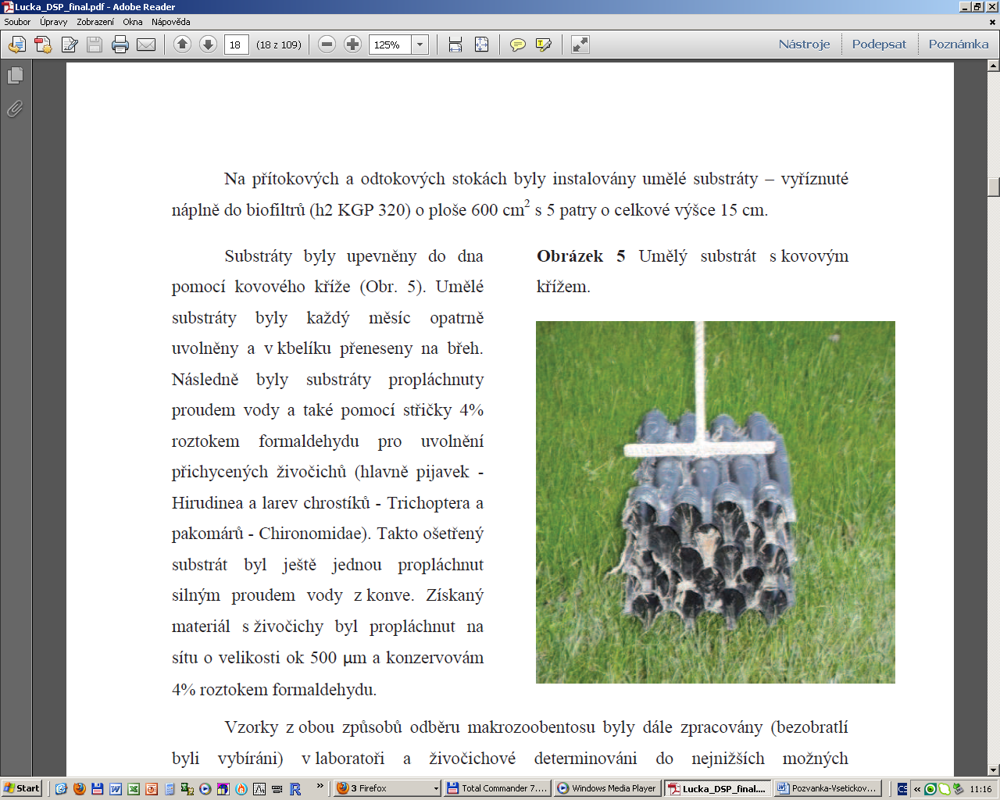 Lucka_DSP_final.pdf - Adobe Reader
Soubor Úpravy Zobrazení Okna Nápověda
18 (18 z 109) 125% Nástroje Podepsat Poznámka
Na přítokových a odtokových stokách byly instalovány umělé substráty – vyříznuté
náplně do biofiltrů (h2 KGP 320) o ploše 600 cm2 s 5 patry o celkové výšce 15 cm.
Substráty byly upevněny do dna
pomocí kovového kříže (Obr. 5). Umělé
substráty byly každý měsíc opatrně
uvolněny a v kbelíku přeneseny na břeh.
Následně byly substráty propláchnuty
proudem vody a také pomocí střičky 4%
roztokem formaldehydu pro uvolnění
přichycených živočichů (hlavně pijavek -
Hirudinea a larev chrostíků - Trichoptera a
pakomárů - Chironomidae). Takto ošetřený
substrát byl ještě jednou propláchnut
silným proudem vody z konve. Získaný
materiál s živočichy byl propláchnut na
sítu o velikosti ok 500 µm a konzervovám
4% roztokem formaldehydu.
Obrázek 5 Umělý substrát s kovovým
křížem.
Vzorky z obou způsobů odběru makrozoobentosu byly dále zpracovány (bezobratlí
byli vybíráni) v laboratoři a živočichové determinováni do nejnižších možných
Start » 3 Firefox Total Commander 7.... Windows Media Player Lucka_DSP_final.... Pozvanka-Vsetickov... CS « 11:16